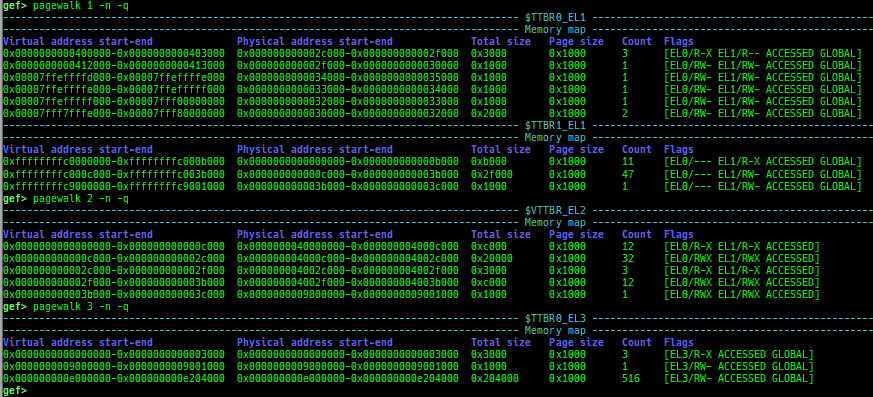 gef> pagewalk 1 -n -q
$TTBR0_EL1
Memory map
Virtual address start-end Physical address start-end Total size Page size Count Flags
0x0000000000400000-0x0000000000403000 0x000000000002c000-0x000000000002f000 0x3000 0x1000 3 [EL0/R-X EL1/R-- ACCESSED GLOBAL]
0x0000000000412000-0x0000000000413000 0x000000000002f000-0x0000000000030000 0x1000 0x1000 1 [EL0/RW- EL1/RW- ACCESSED GLOBAL]
0x00007ffeffffd000-0x00007ffeffffe000 0x0000000000034000-0x0000000000035000 0x1000 0x1000 1 [EL0/RW- EL1/RW- ACCESSED GLOBAL]
0x00007ffeffffe000-0x00007ffefffff000 0x0000000000033000-0x0000000000034000 0x1000 0x1000 1 [EL0/RW- EL1/RW- ACCESSED GLOBAL]
0x00007ffefffff000-0x00007fff00000000 0x0000000000032000-0x0000000000033000 0x1000 0x1000 1 [EL0/RW- EL1/RW- ACCESSED GLOBAL]
0x00007fff7fffe000-0x00007fff80000000 0x0000000000030000-0x0000000000032000 0x2000 0x1000 2 [EL0/RW- EL1/RW- ACCESSED GLOBAL]
$TTBR1_EL1
Memory map
Virtual address start-end Physical address start-end Total size Page size Count Flags
0xffffffffc0000000-0xffffffffc000b000 0x0000000000000000-0x000000000000b000 0xb000 0x1000 11 [EL0/--- EL1/R-X ACCESSED GLOBAL]
0xffffffffc000c000-0xffffffffc003b000 0x000000000000c000-0x000000000003b000 0x2f000 0x1000 47 [EL0/--- EL1/RW- ACCESSED GLOBAL]
0xffffffffc9000000-0xffffffffc9001000 0x000000000003b000-0x000000000003c000 0x1000 0x1000 1 [EL0/--- EL1/RW- ACCESSED GLOBAL]
gef> pagewalk 2 -n -q
$VTTBR_EL2
Memory map
Virtual address start-end Physical address start-end Total size Page size Count Flags
0x0000000000000000-0x000000000000c000 0x0000000040000000-0x000000004000c000 0xc000 0x1000 12 [EL0/R-X EL1/R-X ACCESSED]
0x000000000000c000-0x000000000002c000 0x000000004000c000-0x000000004002c000 0x20000 0x1000 32 [EL0/RWX EL1/RWX ACCESSED]
0x000000000002c000-0x000000000002f000 0x000000004002c000-0x000000004002f000 0x3000 0x1000 3 [EL0/R-X EL1/R-X ACCESSED]
0x000000000002f000-0x000000000003b000 0x000000004002f000-0x000000004003b000 0xc000 0x1000 12 [EL0/RWX EL1/RWX ACCESSED]
0x000000000003b000-0x000000000003c000 0x0000000009000000-0x0000000009001000 0x1000 0x1000 1 [EL0/RWX EL1/RWX ACCESSED]
gef> pagewalk 3 -n -q
$TTBR0_EL3
Memory map
Virtual address start-end Physical address start-end Total size Page size Count Flags
0x0000000000000000-0x0000000000003000 0x0000000000000000-0x0000000000003000 0x3000 0x1000 3 [EL3/R-X ACCESSED GLOBAL]
0x0000000009000000-0x0000000009001000 0x0000000009000000-0x0000000009001000 0x1000 0x1000 1 [EL3/RW- ACCESSED GLOBAL]
0x000000000e000000-0x000000000e204000 0x000000000e000000-0x000000000e204000 0x204000 0x1000 516 [EL3/RW- ACCESSED GLOBAL]
gef>